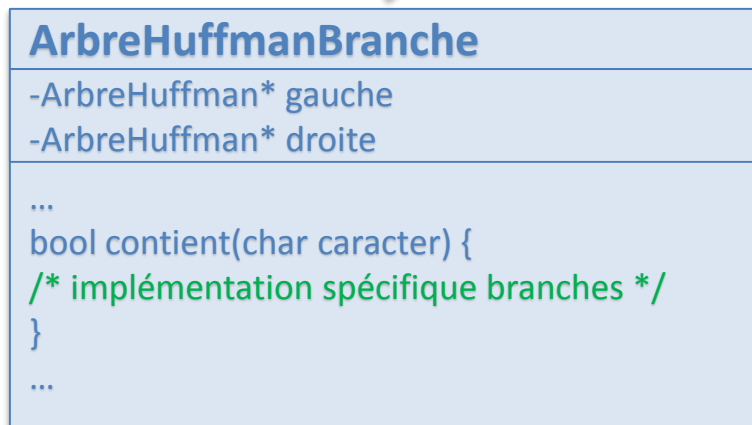 ArbreHuffmanBranche
-ArbreHuffman* gauche
-ArbreHuffman* droite
…
bool contient(char caracter) {
/* implémentation spécifique branches */
}
…